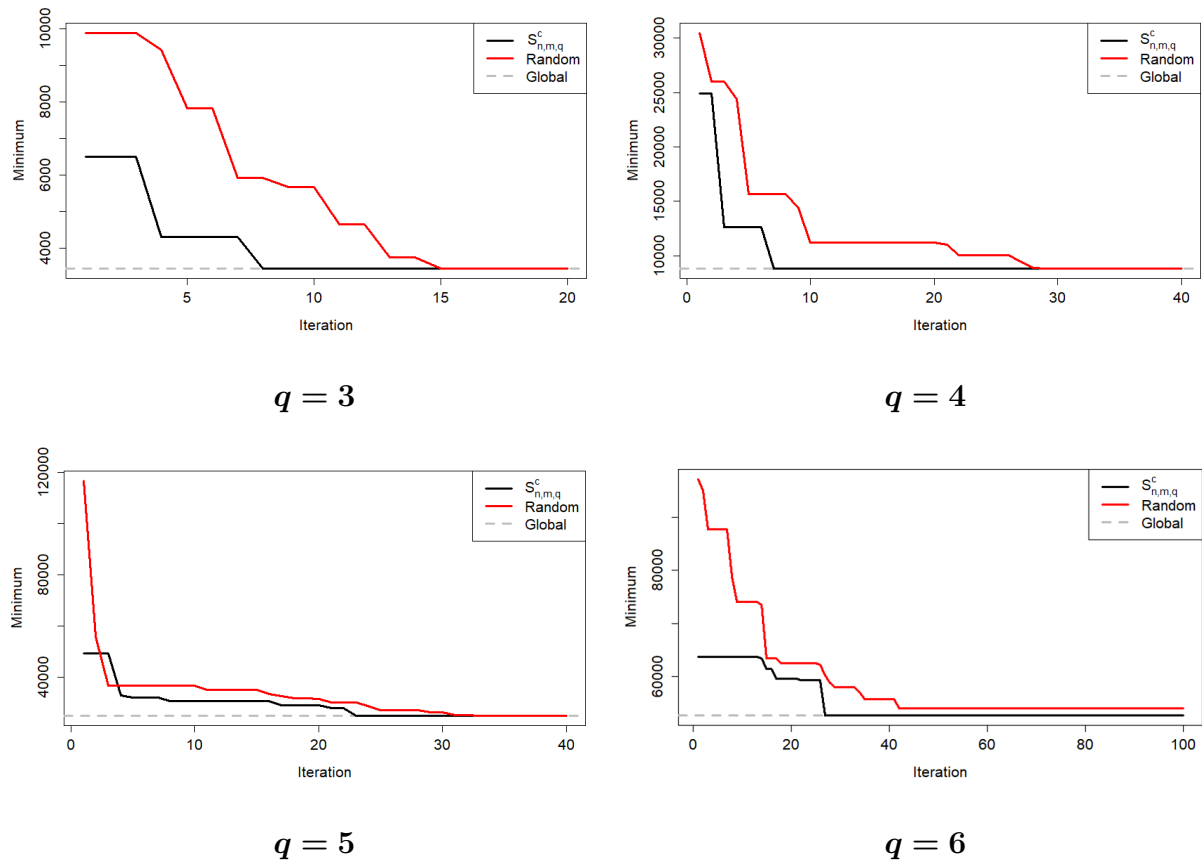 10000
8000
6000
4000
Minimum
S^c_{n,m,q}
Random
Global
5 10 15 20
Iteration
q = 3
30000
25000
20000
15000
10000
Minimum
S^c_{n,m,q}
Random
Global
0 10 20 30 40
Iteration
q = 4
120000
80000
40000
Minimum
S^c_{n,m,q}
Random
Global
0 10 20 30 40
Iteration
q = 5
80000
60000
Minimum
S^c_{n,m,q}
Random
Global
0 20 40 60 80 100
Iteration
q = 6